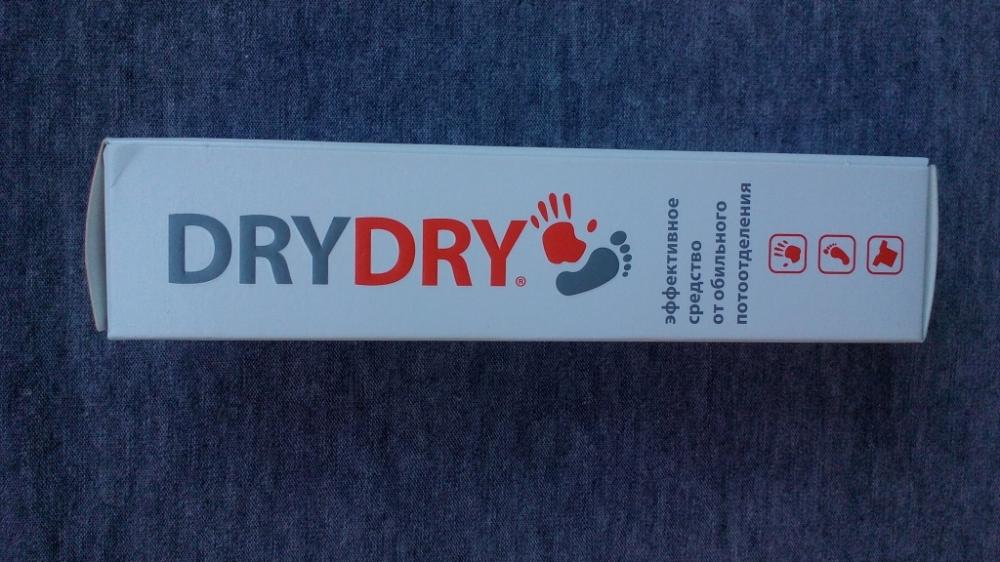 DRYDRY®
эффективное
средство
от обильного
потоотделения